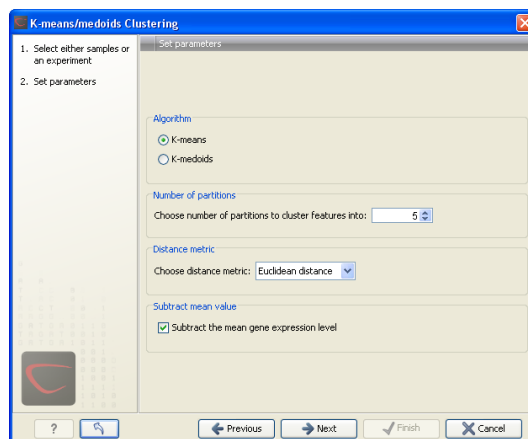 K-means/medoids Clustering
1. Select either samples or
an experiment
2. Set parameters
Set parameters
Algorithm
K-means
K-medoids
Number of partitions
Choose number of partitions to cluster features into: 5
Distance metric
Choose distance metric: Euclidean distance
Subtract mean value
Subtract the mean gene expression level
? Previous Next Finish Cancel